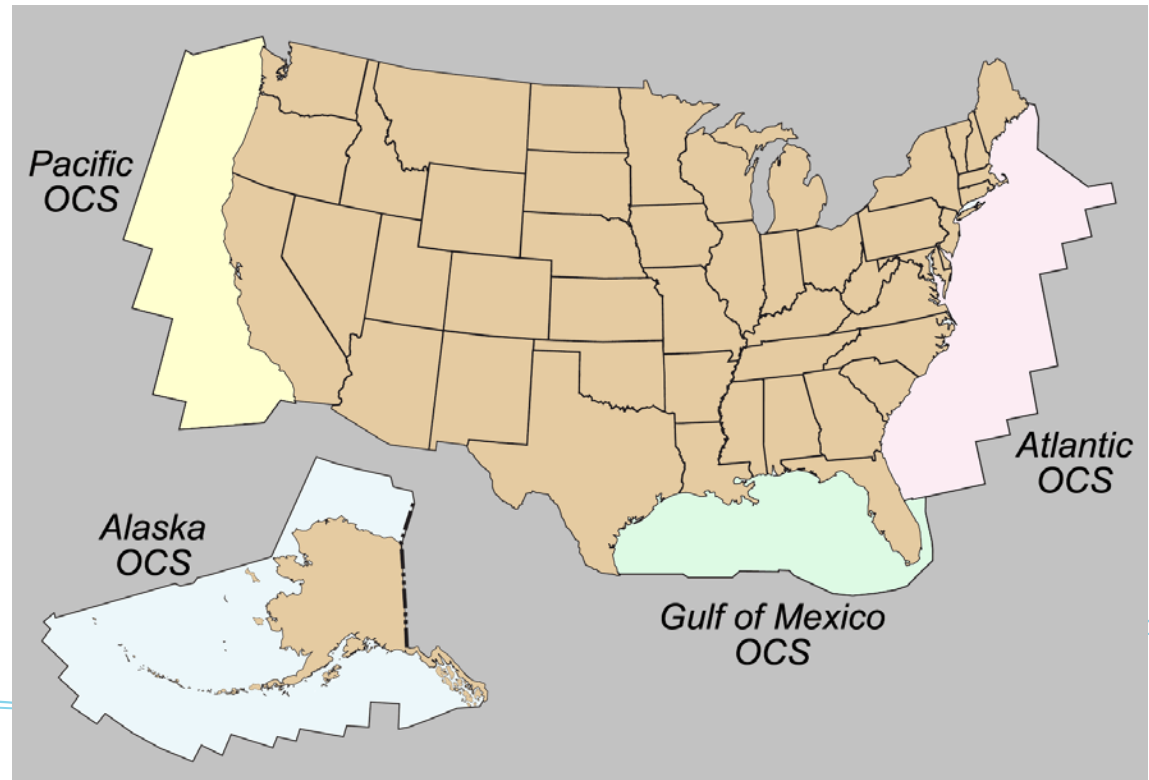 Pacific
OCS
Atlantic
OCS
Alaska
OCS
Gulf of Mexico
OCS